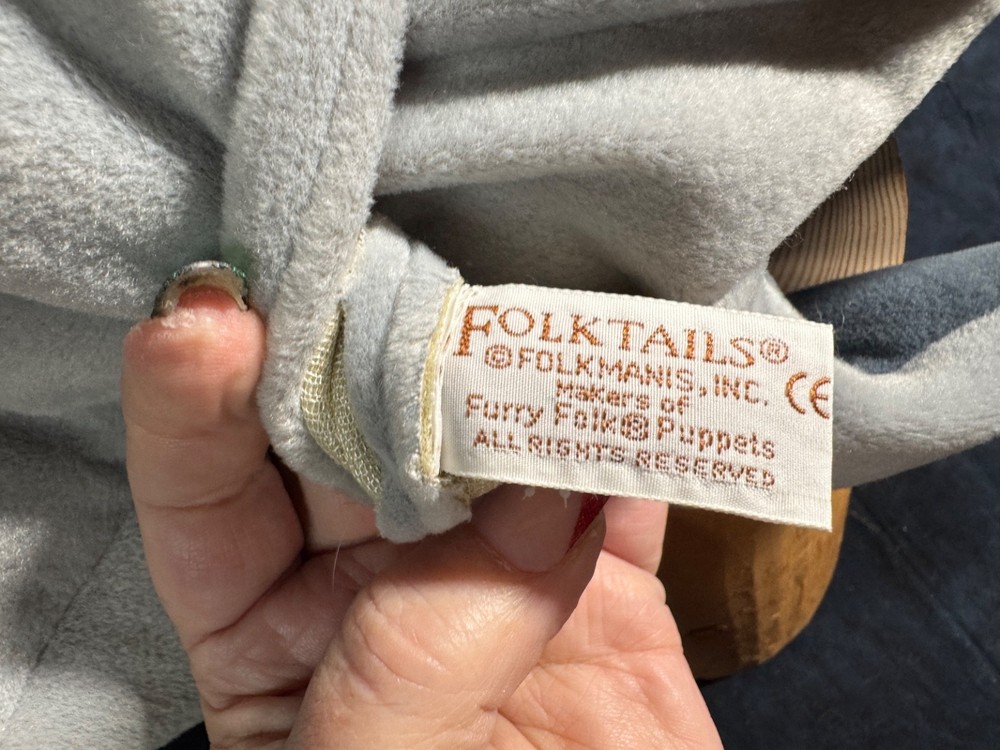 FOLKTAILS®
©FOLKMANIS, INC. CE
Makers of
Furry Folk® Puppets
ALL RIGHTS RESERVED